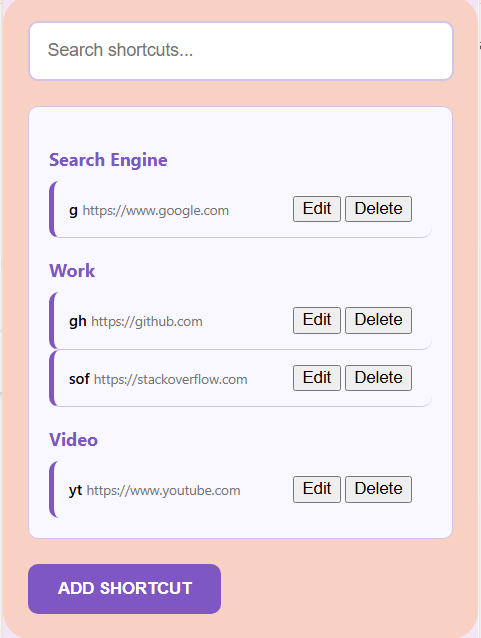 Search shortcuts...
Search Engine
g https://www.google.com Edit Delete
Work
gh https://github.com Edit Delete
sof https://stackoverflow.com Edit Delete
Video
yt https://www.youtube.com Edit Delete
ADD SHORTCUT